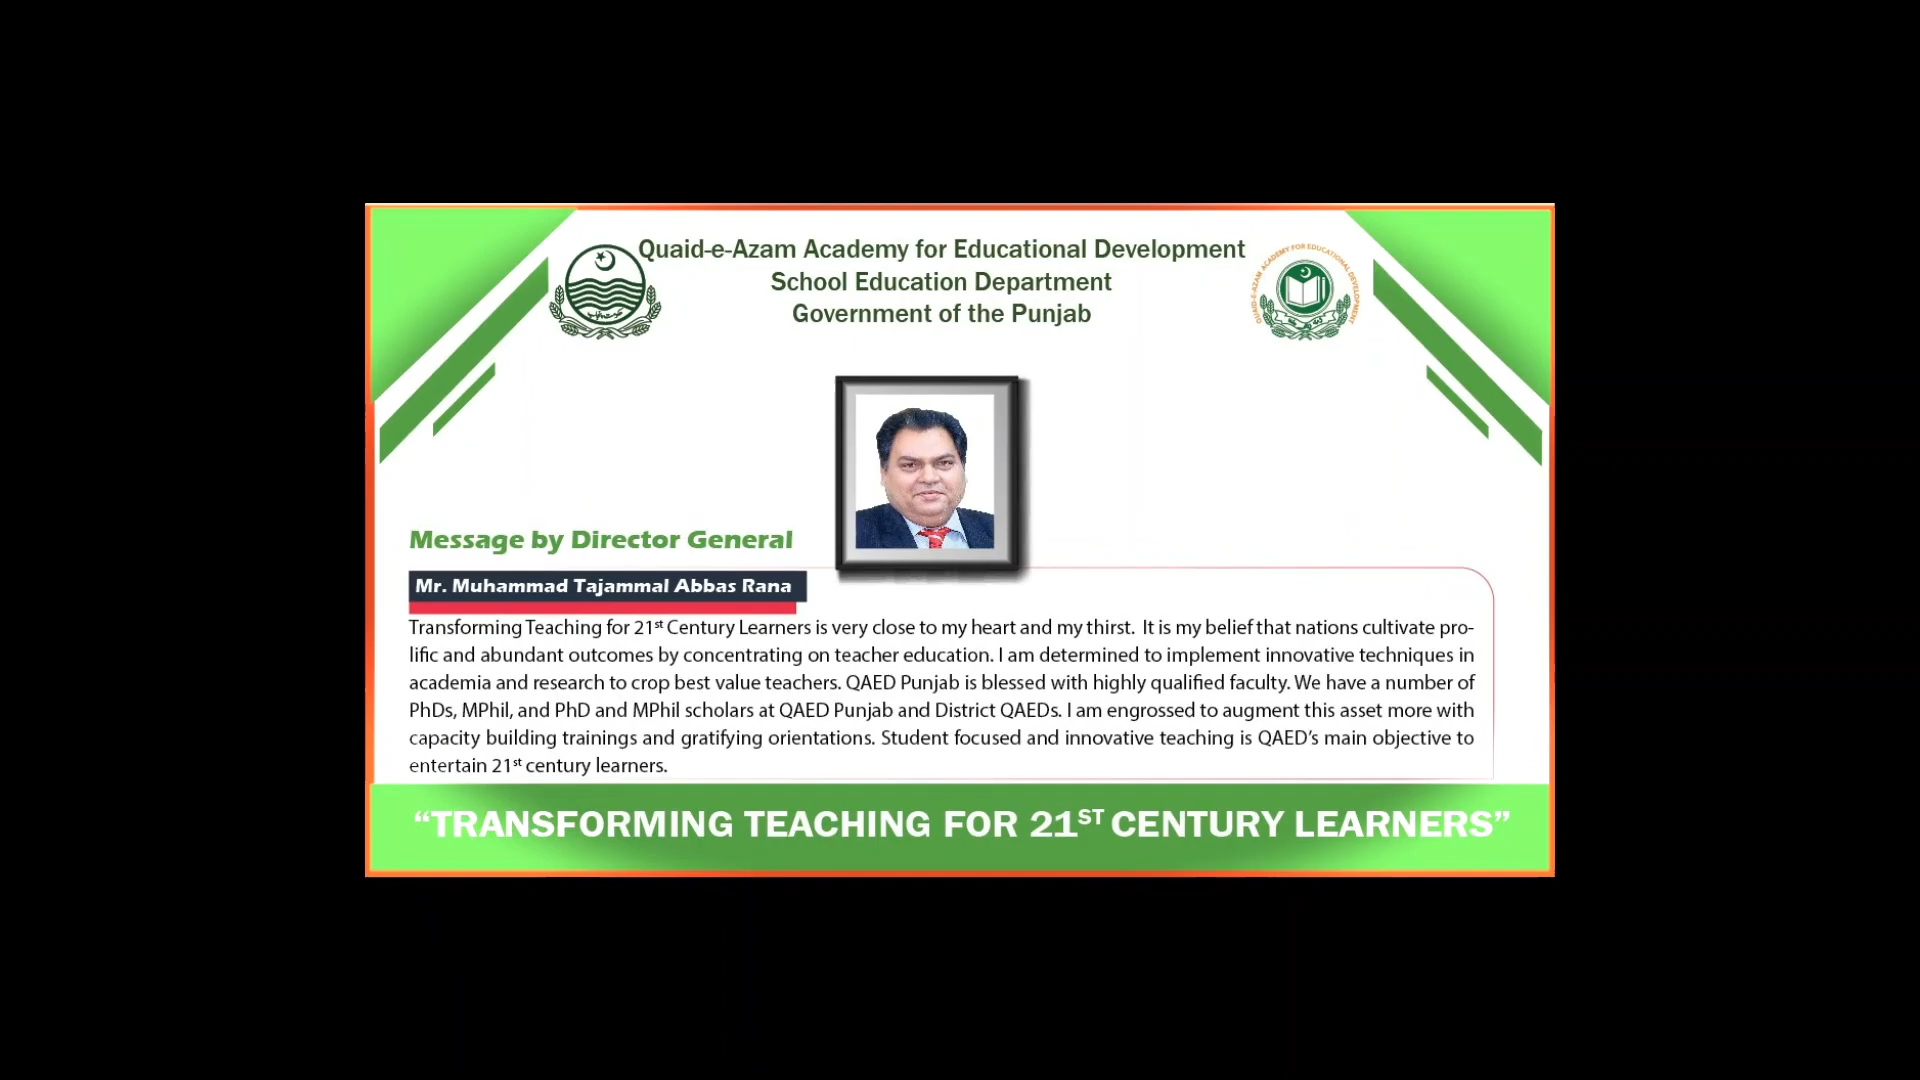 Quaid-e-Azam Academy for Educational Development
School Education Department
Government of the Punjab
QUAID-E-AZAM ACADEMY FOR EDUCATIONAL DEVELOPMENT
Message by Director General
Mr. Muhammad Tajammal Abbas Rana
Transforming Teaching for 21st Century Learners is very close to my heart and my thirst. It is my belief that nations cultivate pro-
lific and abundant outcomes by concentrating on teacher education. I am determined to implement innovative techniques in
academia and research to crop best value teachers. QAED Punjab is blessed with highly qualified faculty. We have a number of
PhDs, MPhil, and PhD and MPhil scholars at QAED Punjab and District QAEDs. I am engrossed to augment this asset more with
capacity building trainings and gratifying orientations. Student focused and innovative teaching is QAED’s main objective to
entertain 21st century learners.
“TRANSFORMING TEACHING FOR 21ST CENTURY LEARNERS”